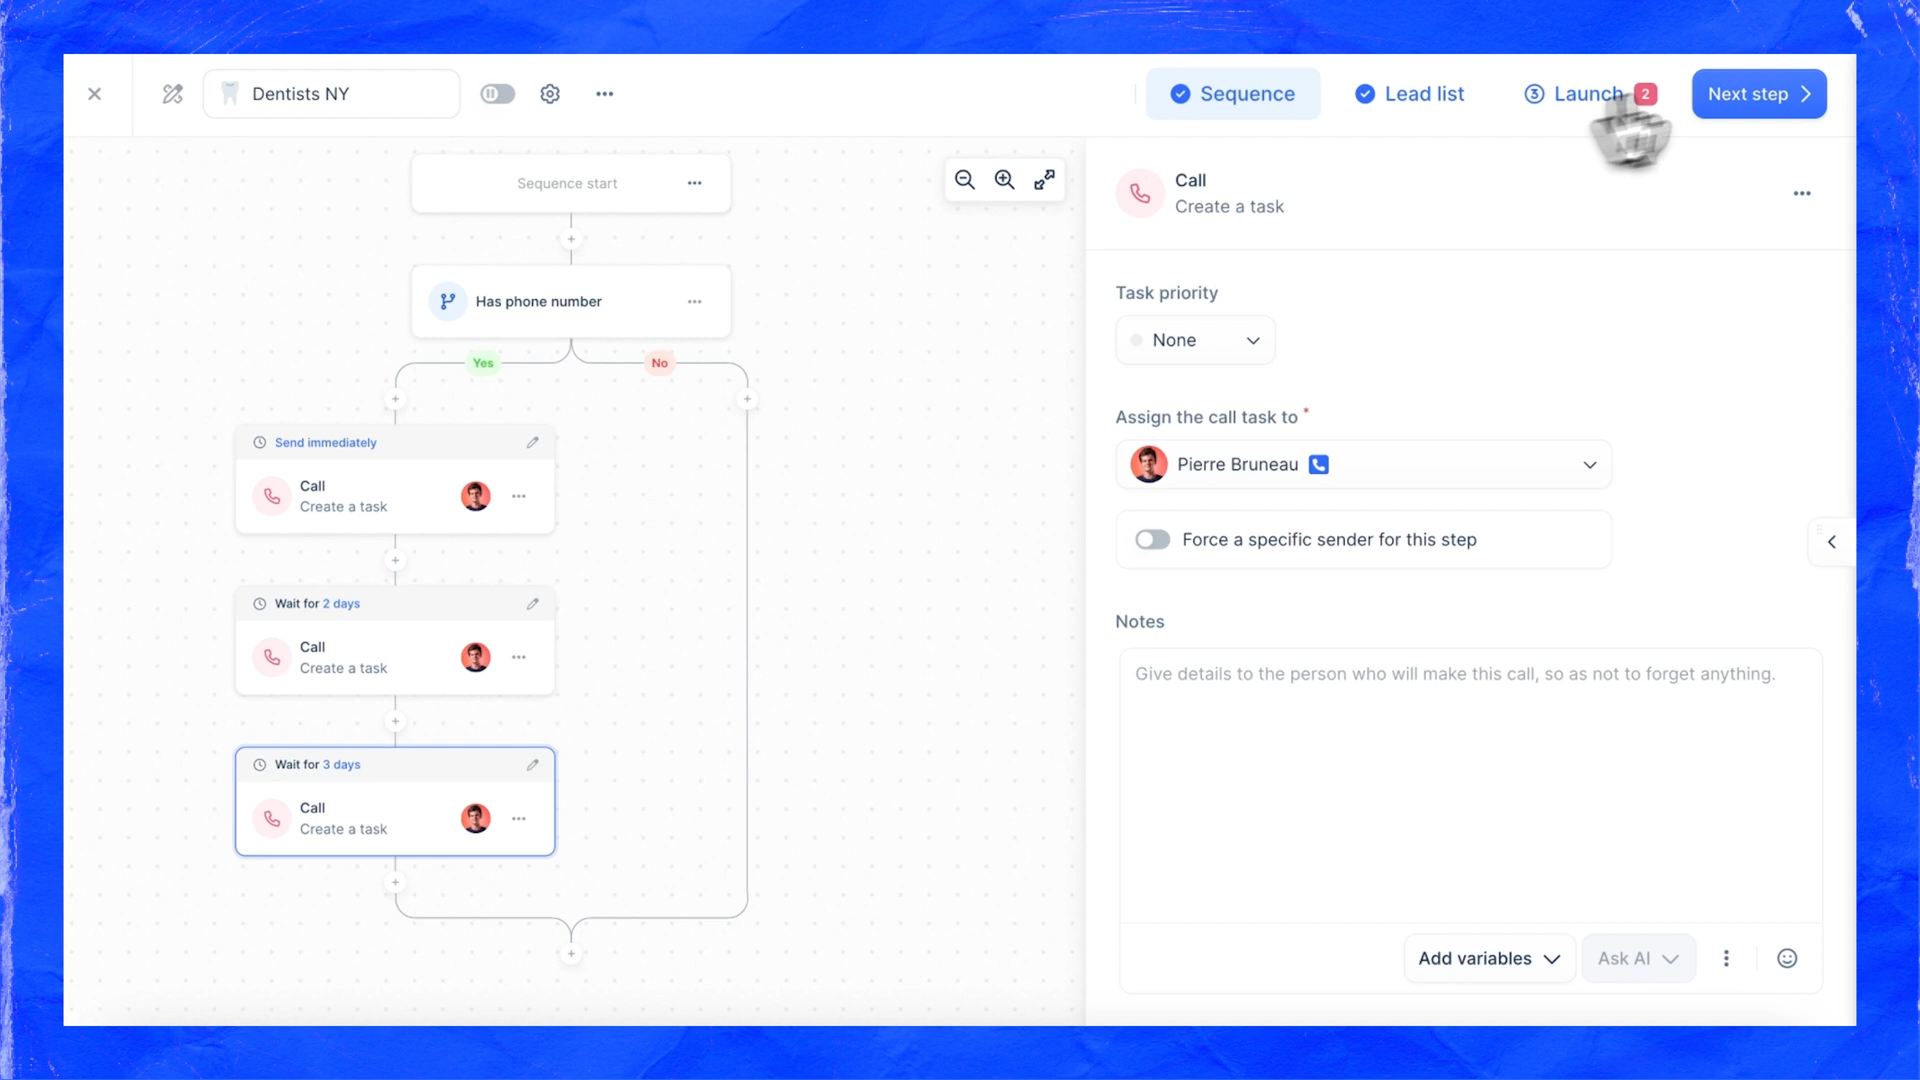 Dentists NY
Sequence
Lead list
3 Launch 2
Next step
Sequence start
Has phone number
Yes
No
Send immediately
Call
Create a task
Wait for 2 days
Call
Create a task
Wait for 3 days
Call
Create a task
Call
Create a task
Task priority
None
Assign the call task to *
Pierre Bruneau
Force a specific sender for this step
Notes
Give details to the person who will make this call, so as not to forget anything.
Add variables
Ask AI